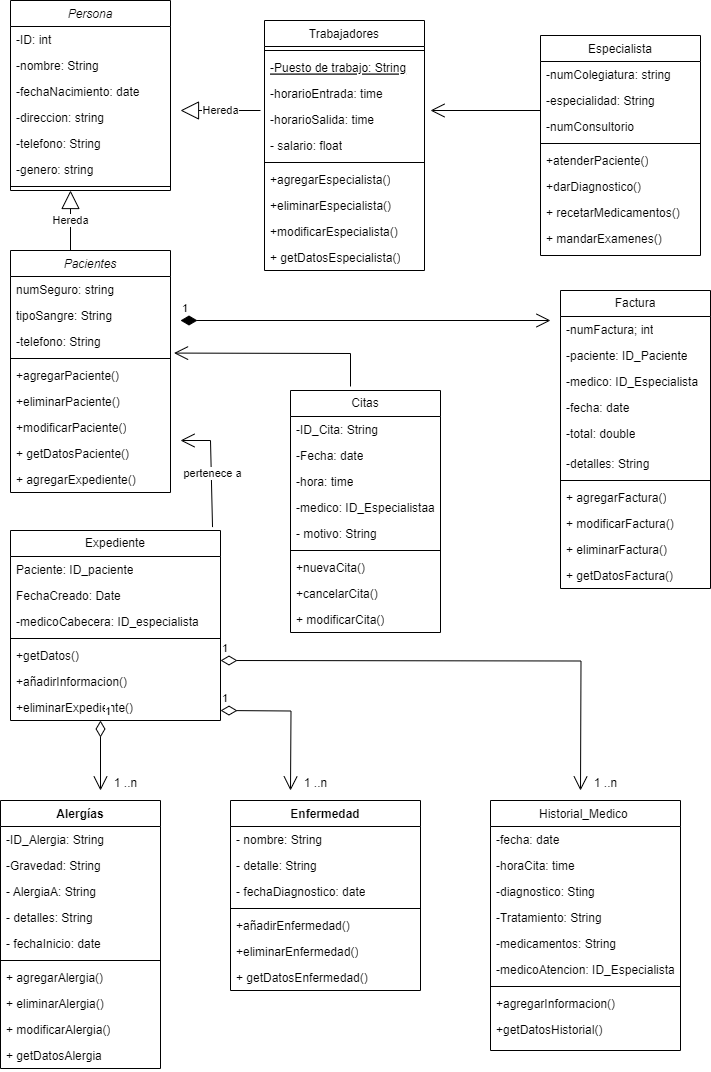 Persona
-ID: int
-nombre: String
-fechaNacimiento: date
-direccion: string
-telefono: String
-genero: string
Hereda
Trabajadores
-Puesto de trabajo: String
-horarioEntrada: time
-horarioSalida: time
- salario: float
+agregarEspecialista()
+eliminarEspecialista()
+modificarEspecialista()
+ getDatosEspecialista()
Especialista
-numColegiatura: string
-especialidad: String
-numConsultorio
+atenderPaciente()
+darDiagnostico()
+ recetarMedicamentos()
+ mandarExamenes()
Hereda
Pacientes
numSeguro: string
tipoSangre: String
-telefono: String
+agregarPaciente()
+eliminarPaciente()
+modificarPaciente()
+ getDatosPaciente()
+ agregarExpediente()
1
Factura
-numFactura; int
-paciente: ID_Paciente
-medico: ID_Especialista
-fecha: date
-total: double
-detalles: String
+ agregarFactura()
+ modificarFactura()
+ eliminarFactura()
+ getDatosFactura()
Citas
-ID_Cita: String
-Fecha: date
-hora: time
-medico: ID_Especialistaa
- motivo: String
+nuevaCita()
+cancelarCita()
+ modificarCita()
pertenece a
Expediente
Paciente: ID_paciente
FechaCreado: Date
-medicoCabecera: ID_especialista
+getDatos()
+añadirInformacion()
+eliminarExpediente()
1
1
1
1 ..n
1 ..n
1 ..n
Alergías
-ID_Alergia: String
-Gravedad: String
- AlergiaA: String
- detalles: String
- fechaInicio: date
+ agregarAlergia()
+ eliminarAlergia()
+ modificarAlergia()
+ getDatosAlergia
Enfermedad
- nombre: String
- detalle: String
- fechaDiagnostico: date
+añadirEnfermedad()
+eliminarEnfermedad()
+ getDatosEnfermedad()
Historial_Medico
-fecha: date
-horaCita: time
-diagnostico: Sting
-Tratamiento: String
-medicamentos: String
-medicoAtencion: ID_Especialista
+agregarInformacion()
+getDatosHistorial()